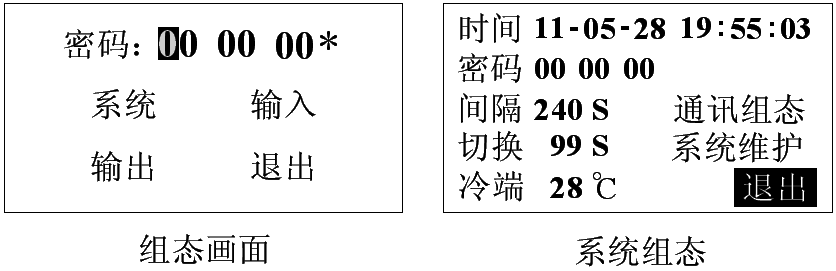 密码：00 00 00*
系统 输入
输出 退出
组态画面
时间 11-05-28 19:55:03
密码 00 00 00
间隔 240 S 通讯组态
切换 99 S 系统维护
冷端 28℃ 退出
系统组态